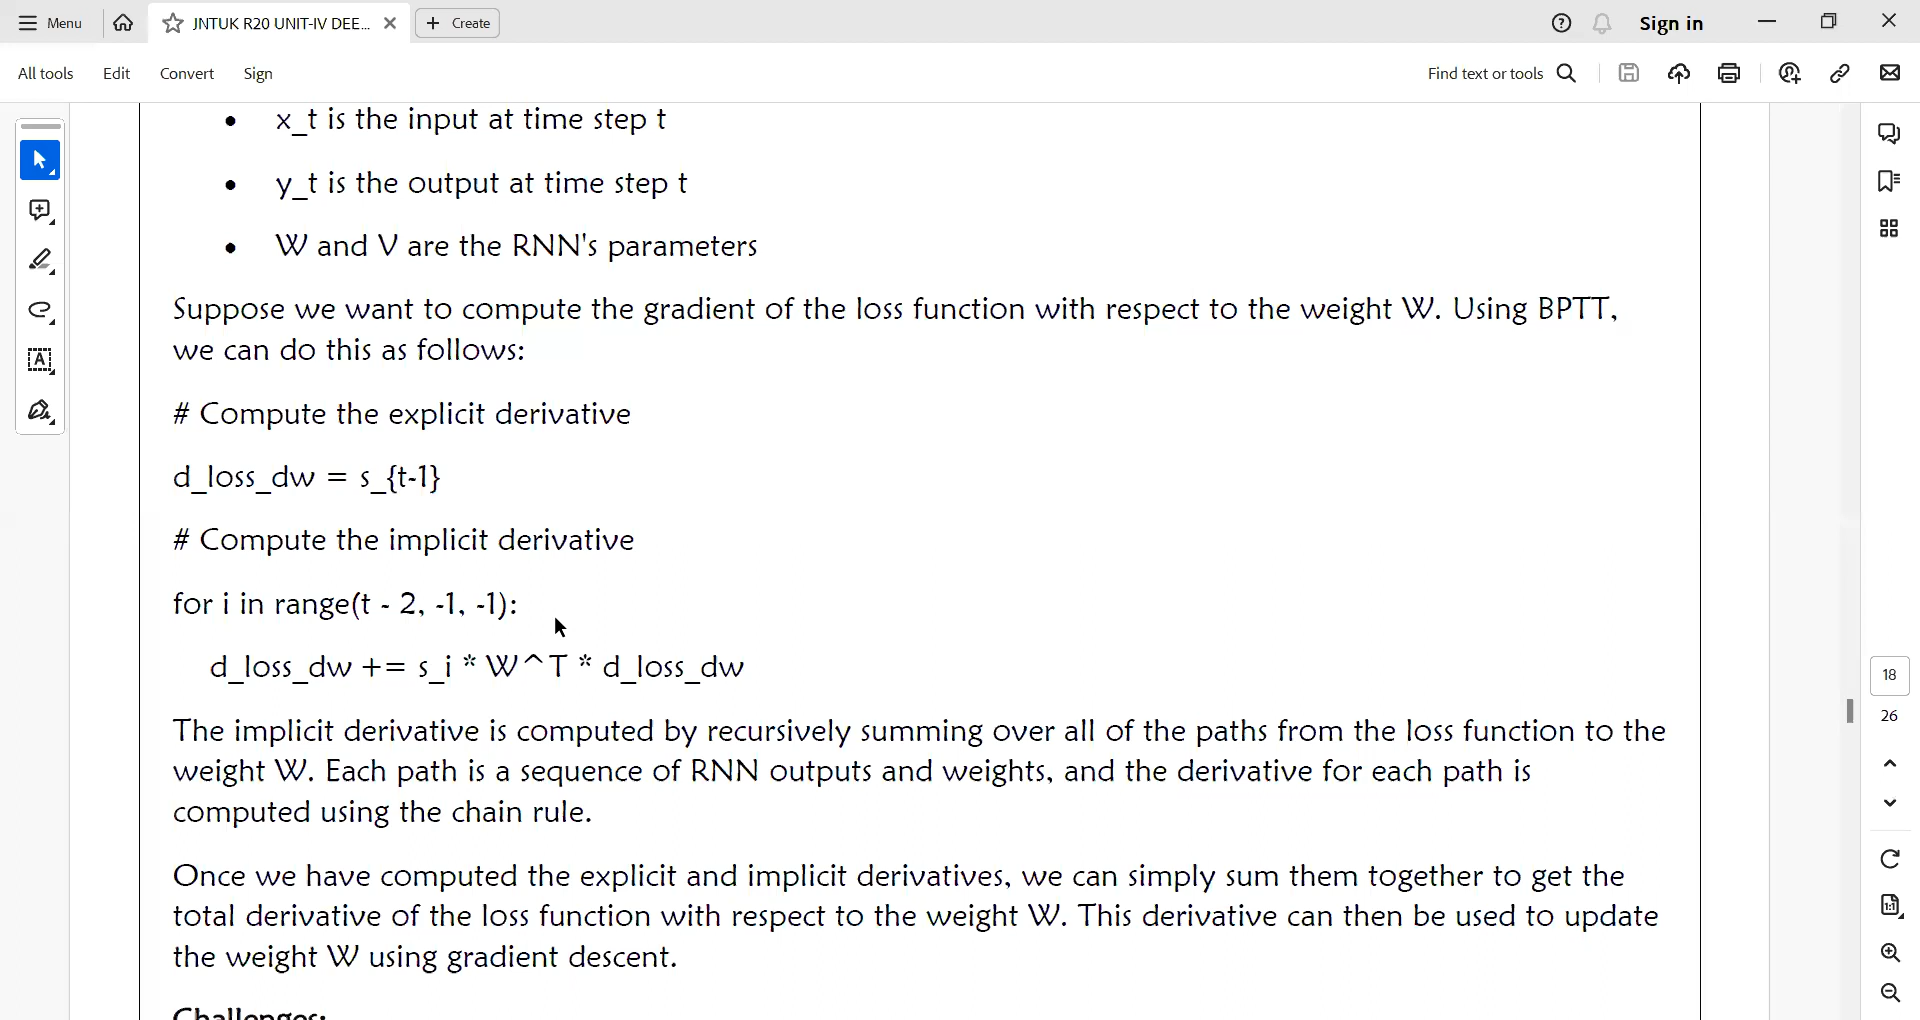 Menu
JNTUK R20 UNIT-IV DEE...
Create
Sign in
All tools
Edit
Convert
Sign
Find text or tools
• x_t is the input at time step t
• y_t is the output at time step t
• W and V are the RNN's parameters
Suppose we want to compute the gradient of the loss function with respect to the weight W. Using BPTT,
we can do this as follows:
# Compute the explicit derivative
d_loss_dw = s_{t-1}
# Compute the implicit derivative
for i in range(t - 2, -1, -1):
d_loss_dw += s_i * W^T * d_loss_dw
The implicit derivative is computed by recursively summing over all of the paths from the loss function to the
weight W. Each path is a sequence of RNN outputs and weights, and the derivative for each path is
computed using the chain rule.
Once we have computed the explicit and implicit derivatives, we can simply sum them together to get the
total derivative of the loss function with respect to the weight W. This derivative can then be used to update
the weight W using gradient descent.
Challenges:
18
26